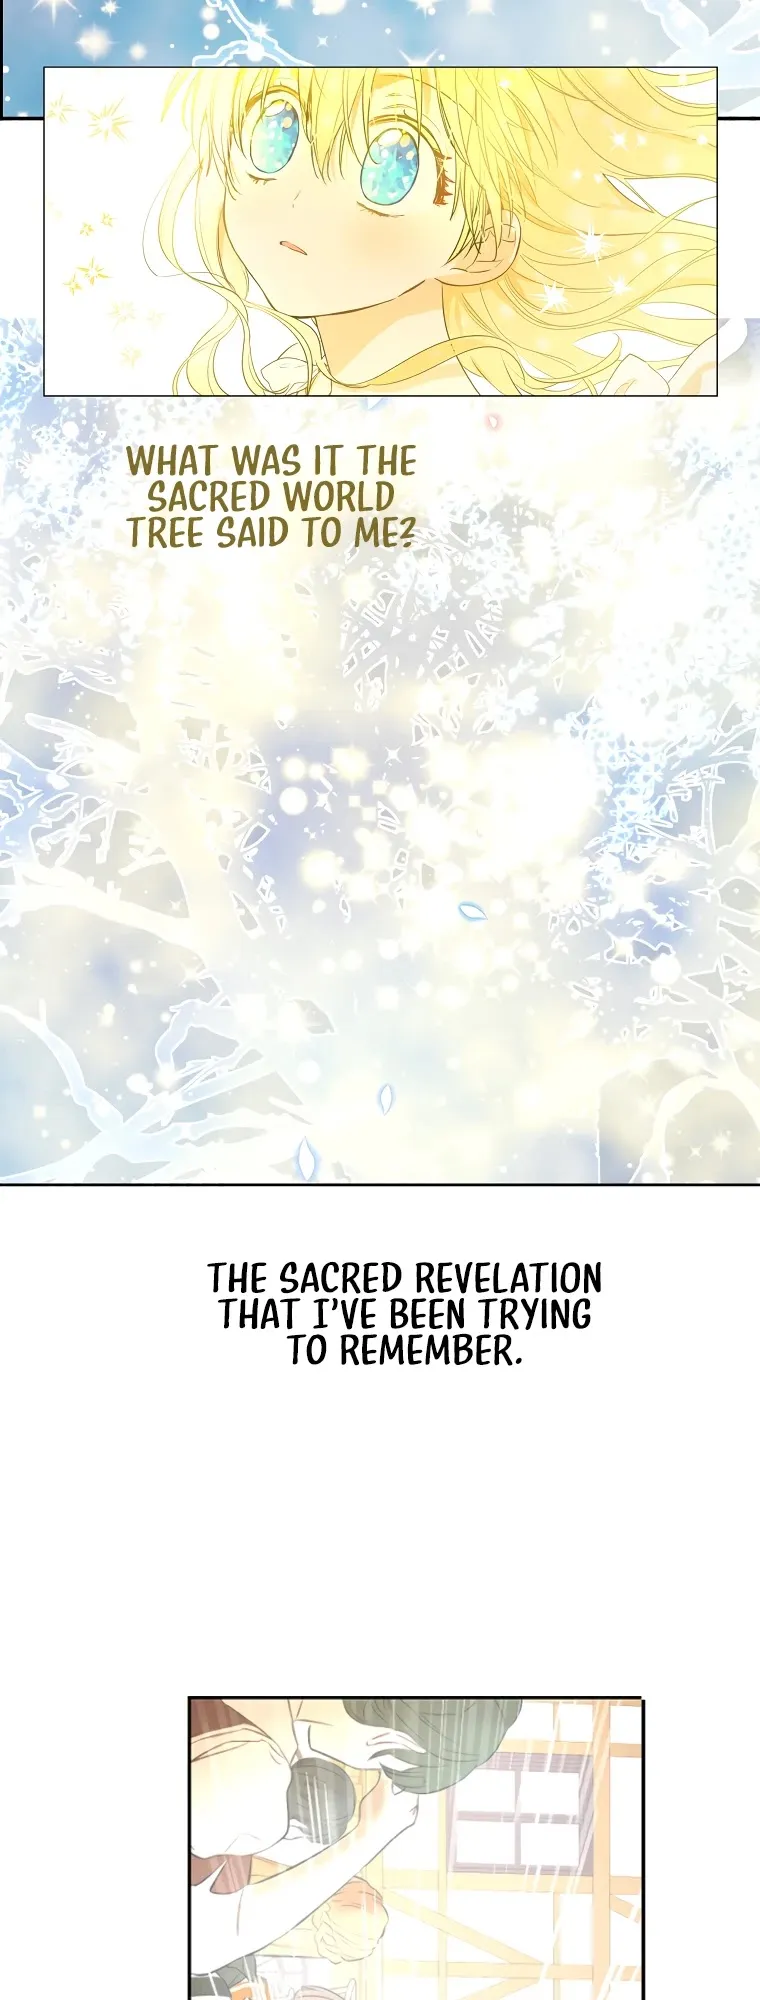 WHAT WAS IT THE
SACRED WORLD
TREE SAID TO ME?
THE SACRED REVELATION
THAT I'VE BEEN TRYING
TO REMEMBER.